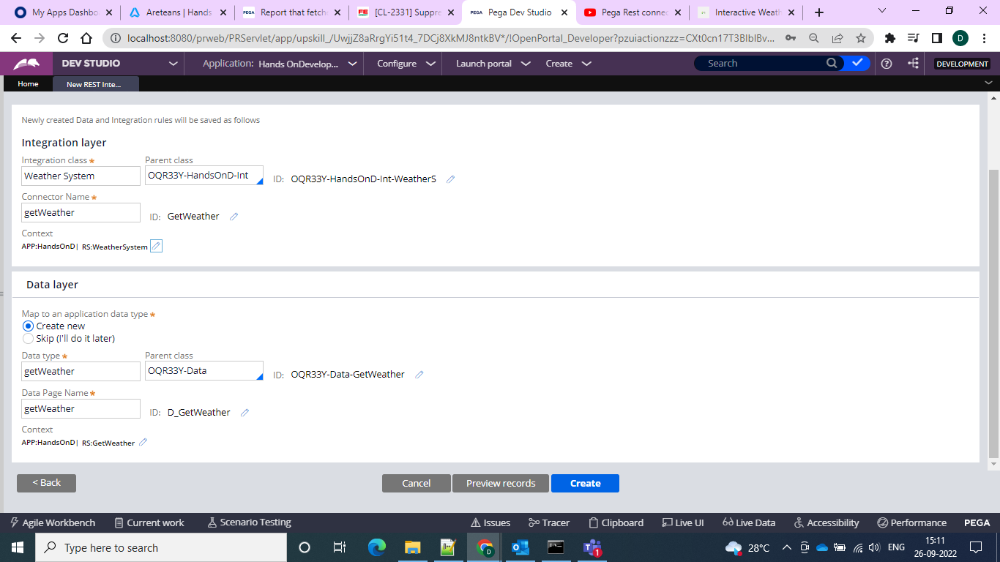 My Apps Dashbo
Areteans | Hands
PEGA Report that fetch
FE [CL-2331] Suppre
PEGA Pega Dev Studio
Pega Rest connec
Interactive Weath
localhost:8080/prweb/PRServlet/app/upskill_/UwjjZ8aRrgYi51t4_7DCj8XkMJ8ntkBV*/!OpenPortal_Developer?pzuiactionzzz=CXt0cn17T3BIblBv...
D
DEV STUDIO
Application: Hands OnDevelop...
Configure
Launch portal
Create
Search
DEVELOPMENT
Home
New REST Inte...
Newly created Data and Integration rules will be saved as follows
Integration layer
Integration class *
Parent class
Weather System
OQR33Y-HandsOnD-Int
ID: OQR33Y-HandsOnD-Int-WeatherS
Connector Name *
getWeather
ID: GetWeather
Context
APP:HandsOnD| RS:WeatherSystem
Data layer
Map to an application data type *
Create new
Skip (I'll do it later)
Data type *
Parent class
getWeather
OQR33Y-Data
ID: OQR33Y-Data-GetWeather
Data Page Name *
getWeather
ID: D_GetWeather
Context
APP:HandsOnD| RS:GetWeather
< Back
Cancel
Preview records
Create
Agile Workbench
Current work
Scenario Testing
Issues
Tracer
Clipboard
Live UI
Live Data
Accessibility
Performance
PEGA
Type here to search
28°C
ENG
15:11
26-09-2022